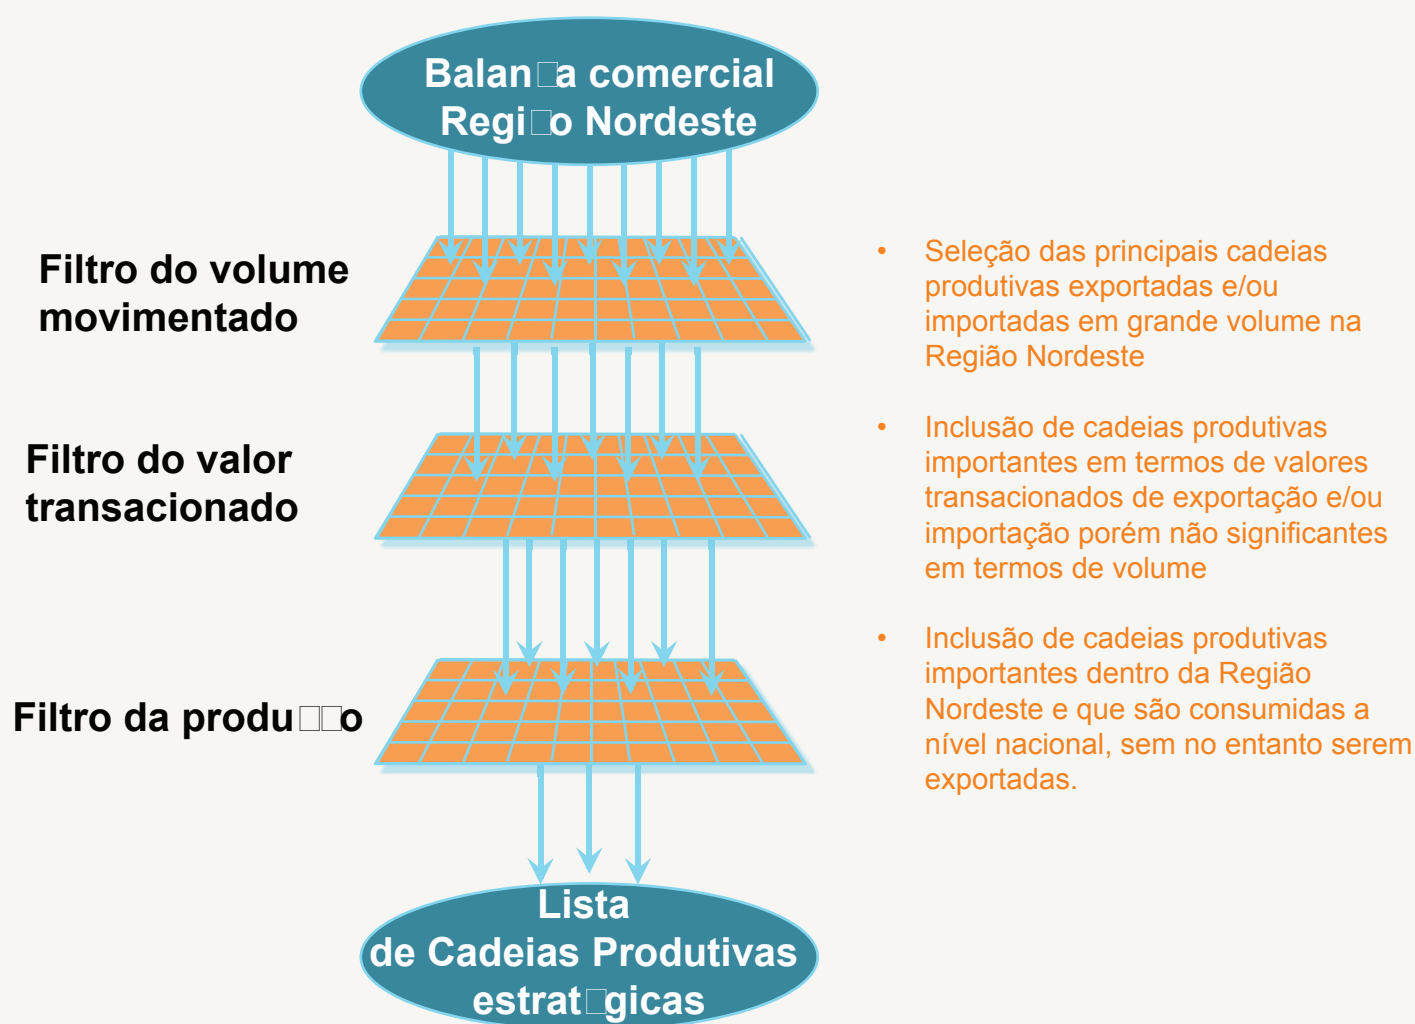 Balan□a comercial
Regi□o Nordeste
Filtro do volume
movimentado
• Seleção das principais cadeias
produtivas exportadas e/ou
importadas em grande volume na
Região Nordeste
Filtro do valor
transacionado
• Inclusão de cadeias produtivas
importantes em termos de valores
transacionados de exportação e/ou
importação porém não significantes
em termos de volume
Filtro da produ□□o
• Inclusão de cadeias produtivas
importantes dentro da Região
Nordeste e que são consumidas a
nível nacional, sem no entanto serem
exportadas.
Lista
de Cadeias Produtivas
estrat□gicas